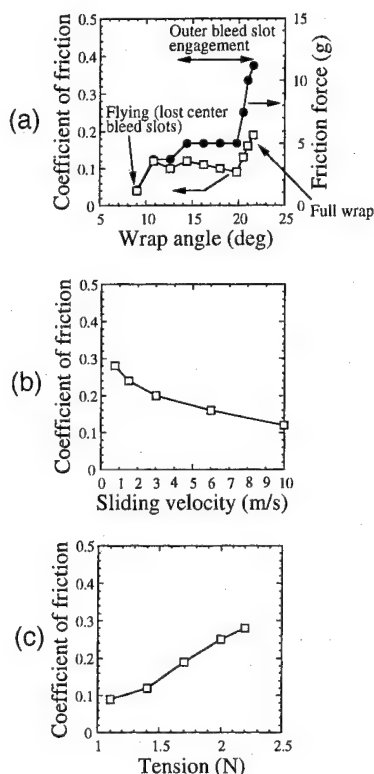 (a)
Outer bleed slot
engagement
Flying (lost center
bleed slots)
Full wrap
Coefficient of friction
0.5
0.4
0.3
0.2
0.1
0
Friction force (g)
15
10
5
0
5 10 15 20 25
Wrap angle (deg)
(b)
Coefficient of friction
0.5
0.4
0.3
0.2
0.1
0
0 1 2 3 4 5 6 7 8 9 10
Sliding velocity (m/s)
(c)
Coefficient of friction
0.5
0.4
0.3
0.2
0.1
0
1 1.5 2 2.5
Tension (N)